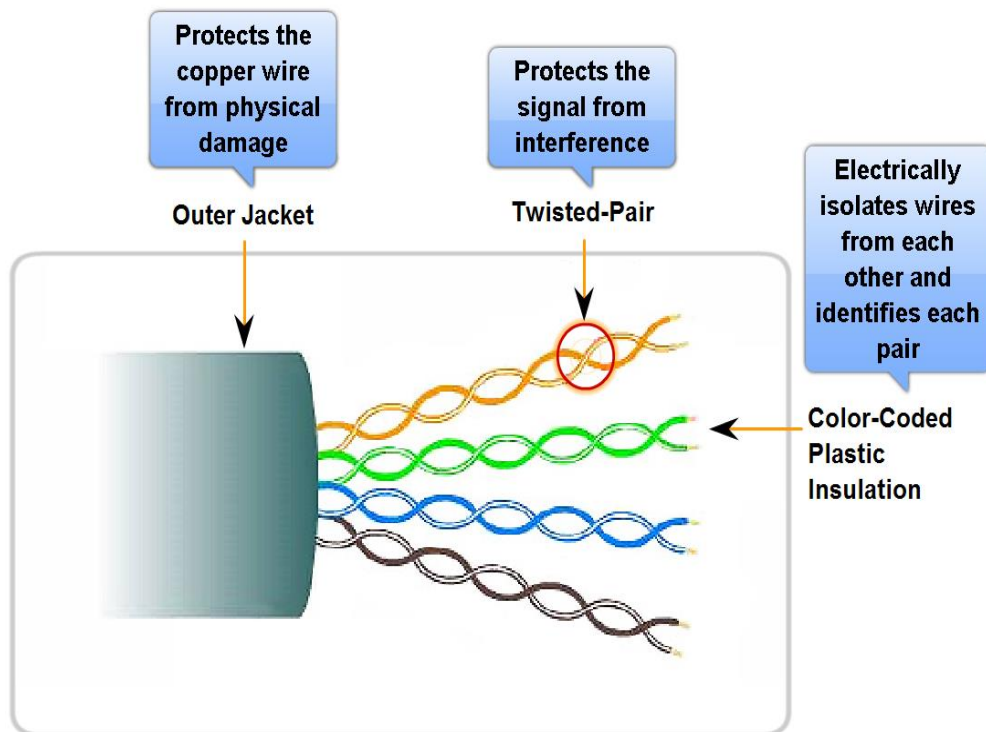 Protects the
copper wire
from physical
damage
Outer Jacket
Protects the
signal from
interference
Twisted-Pair
Electrically
isolates wires
from each
other and
identifies each
pair
Color-Coded
Plastic
Insulation